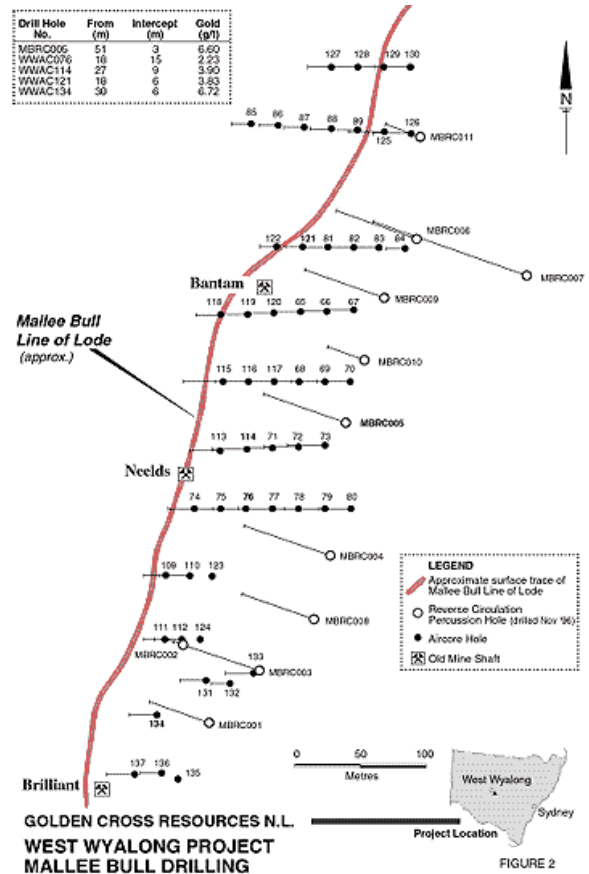 Drill Hole From Intercept Gold
No. (m) (m) (g/t)
MBRC005 51 3 6.60
WWAC076 18 15 2.23
WWAC114 27 9 3.90
WWAC121 18 6 3.83
WWAC134 30 6 6.72
127 128 129 130
N
85 86 87 88 89 125 126
MBRC011
MBRC006
122 121 81 82 83 84
MBRC007
Bantam
MBRC009
118 119 120 65 66 67
Mallee Bull
Line of Lode
(approx.)
MBRC010
115 116 117 68 69 70
MBRC005
113 114 71 72 73
Neelds
74 75 76 77 78 79 80
MBRC004
109 110 123
MBRC008
111 112 124
MBRC002
133
MBRC003
131 132
134
MBRC001
137 136 135
Brilliant
LEGEND
Approximate surface trace of
Mallee Bull Line of Lode
Reverse Circulation
Percussion Hole (drilled Nov '96)
Aircore Hole
Old Mine Shaft
0 50 100
Metres
West Wyalong
Sydney
Project Location
GOLDEN CROSS RESOURCES N.L.
WEST WYALONG PROJECT
MALLEE BULL DRILLING
FIGURE 2